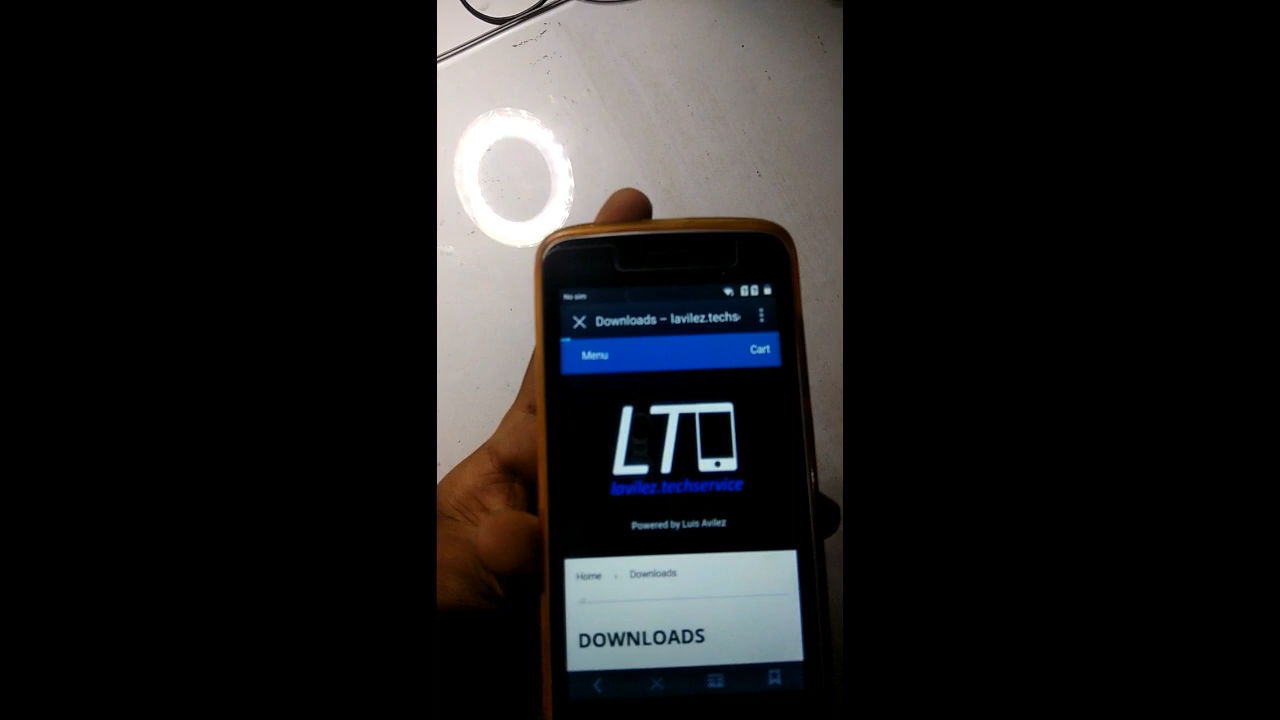 No sim
Downloads – lavilez.techs
Menu Cart
LT
lavilez.techservice
Powered by Luis Avilez
Home › Downloads
DOWNLOADS